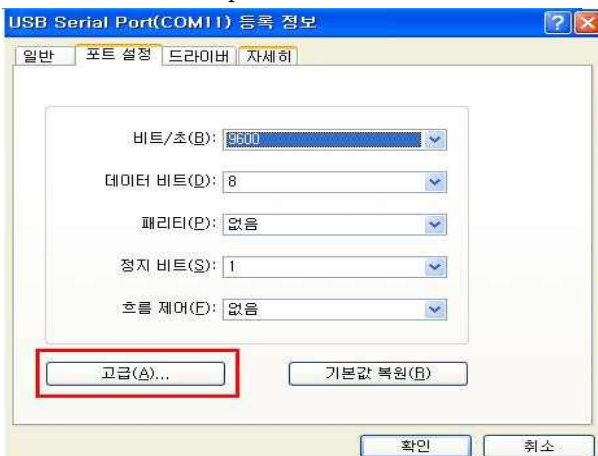 USB Serial Port(COM11) 등록 정보
일반 포트 설정 드라이버 자세히
비트/초(B): 9600
데이터 비트(D): 8
패리티(P): 없음
정지 비트(S): 1
흐름 제어(F): 없음
고급(A)... 기본값 복원(R)
확인 취소